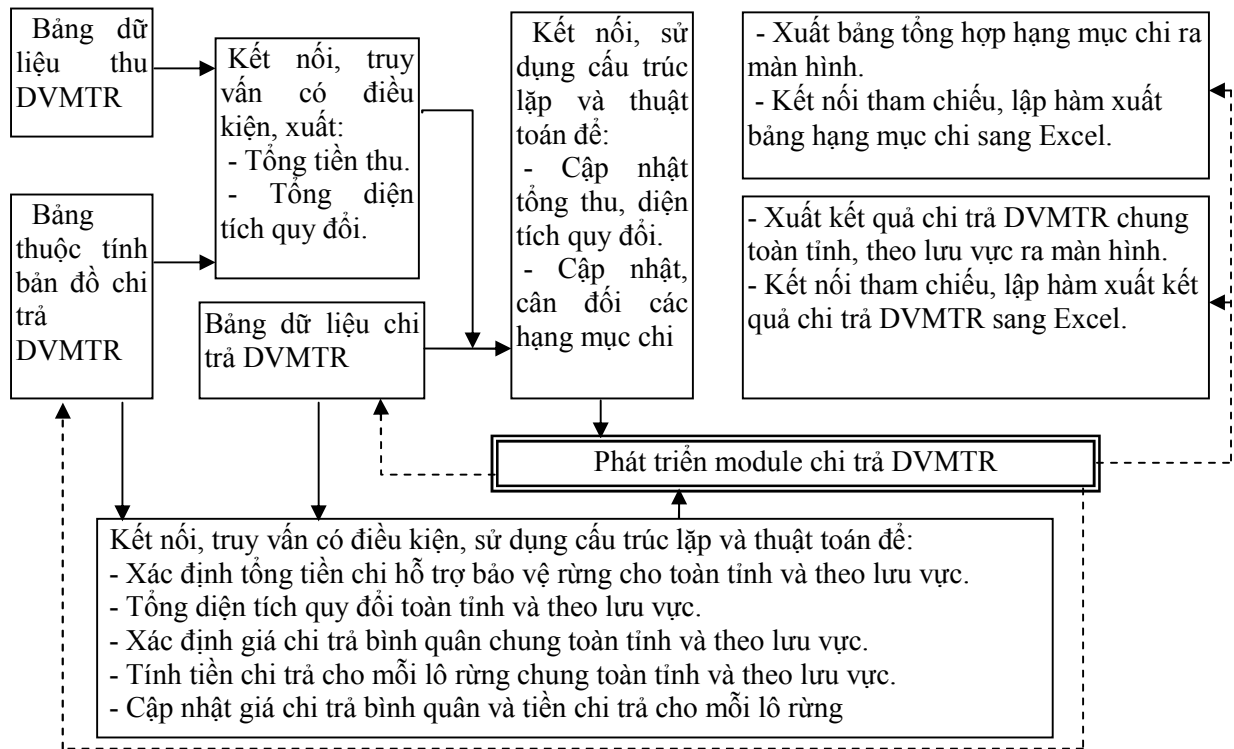 Bảng dữ
liệu thu
DVMTR
Bảng
thuộc tính
bản đồ chi
trả
DVMTR
Kết nối, truy
vấn có điều
kiện, xuất:
- Tổng tiền thu.
- Tổng diện
tích quy đổi.
Bảng dữ liệu chi
trả DVMTR
Kết nối, sử
dụng cấu trúc
lặp và thuật
toán để:
- Cập nhật
tổng thu, diện
tích quy đổi.
- Cập nhật,
cân đối các
hạng mục chi
- Xuất bảng tổng hợp hạng mục chi ra
màn hình.
- Kết nối tham chiếu, lập hàm xuất
bảng hạng mục chi sang Excel.
- Xuất kết quả chi trả DVMTR chung
toàn tỉnh, theo lưu vực ra màn hình.
- Kết nối tham chiếu, lập hàm xuất kết
quả chi trả DVMTR sang Excel.
Phát triển module chi trả DVMTR
Kết nối, truy vấn có điều kiện, sử dụng cấu trúc lặp và thuật toán để:
- Xác định tổng tiền chi hỗ trợ bảo vệ rừng cho toàn tỉnh và theo lưu vực.
- Tổng diện tích quy đổi toàn tỉnh và theo lưu vực.
- Xác định giá chi trả bình quân chung toàn tỉnh và theo lưu vực.
- Tính tiền chi trả cho mỗi lô rừng chung toàn tỉnh và theo lưu vực.
- Cập nhật giá chi trả bình quân và tiền chi trả cho mỗi lô rừng